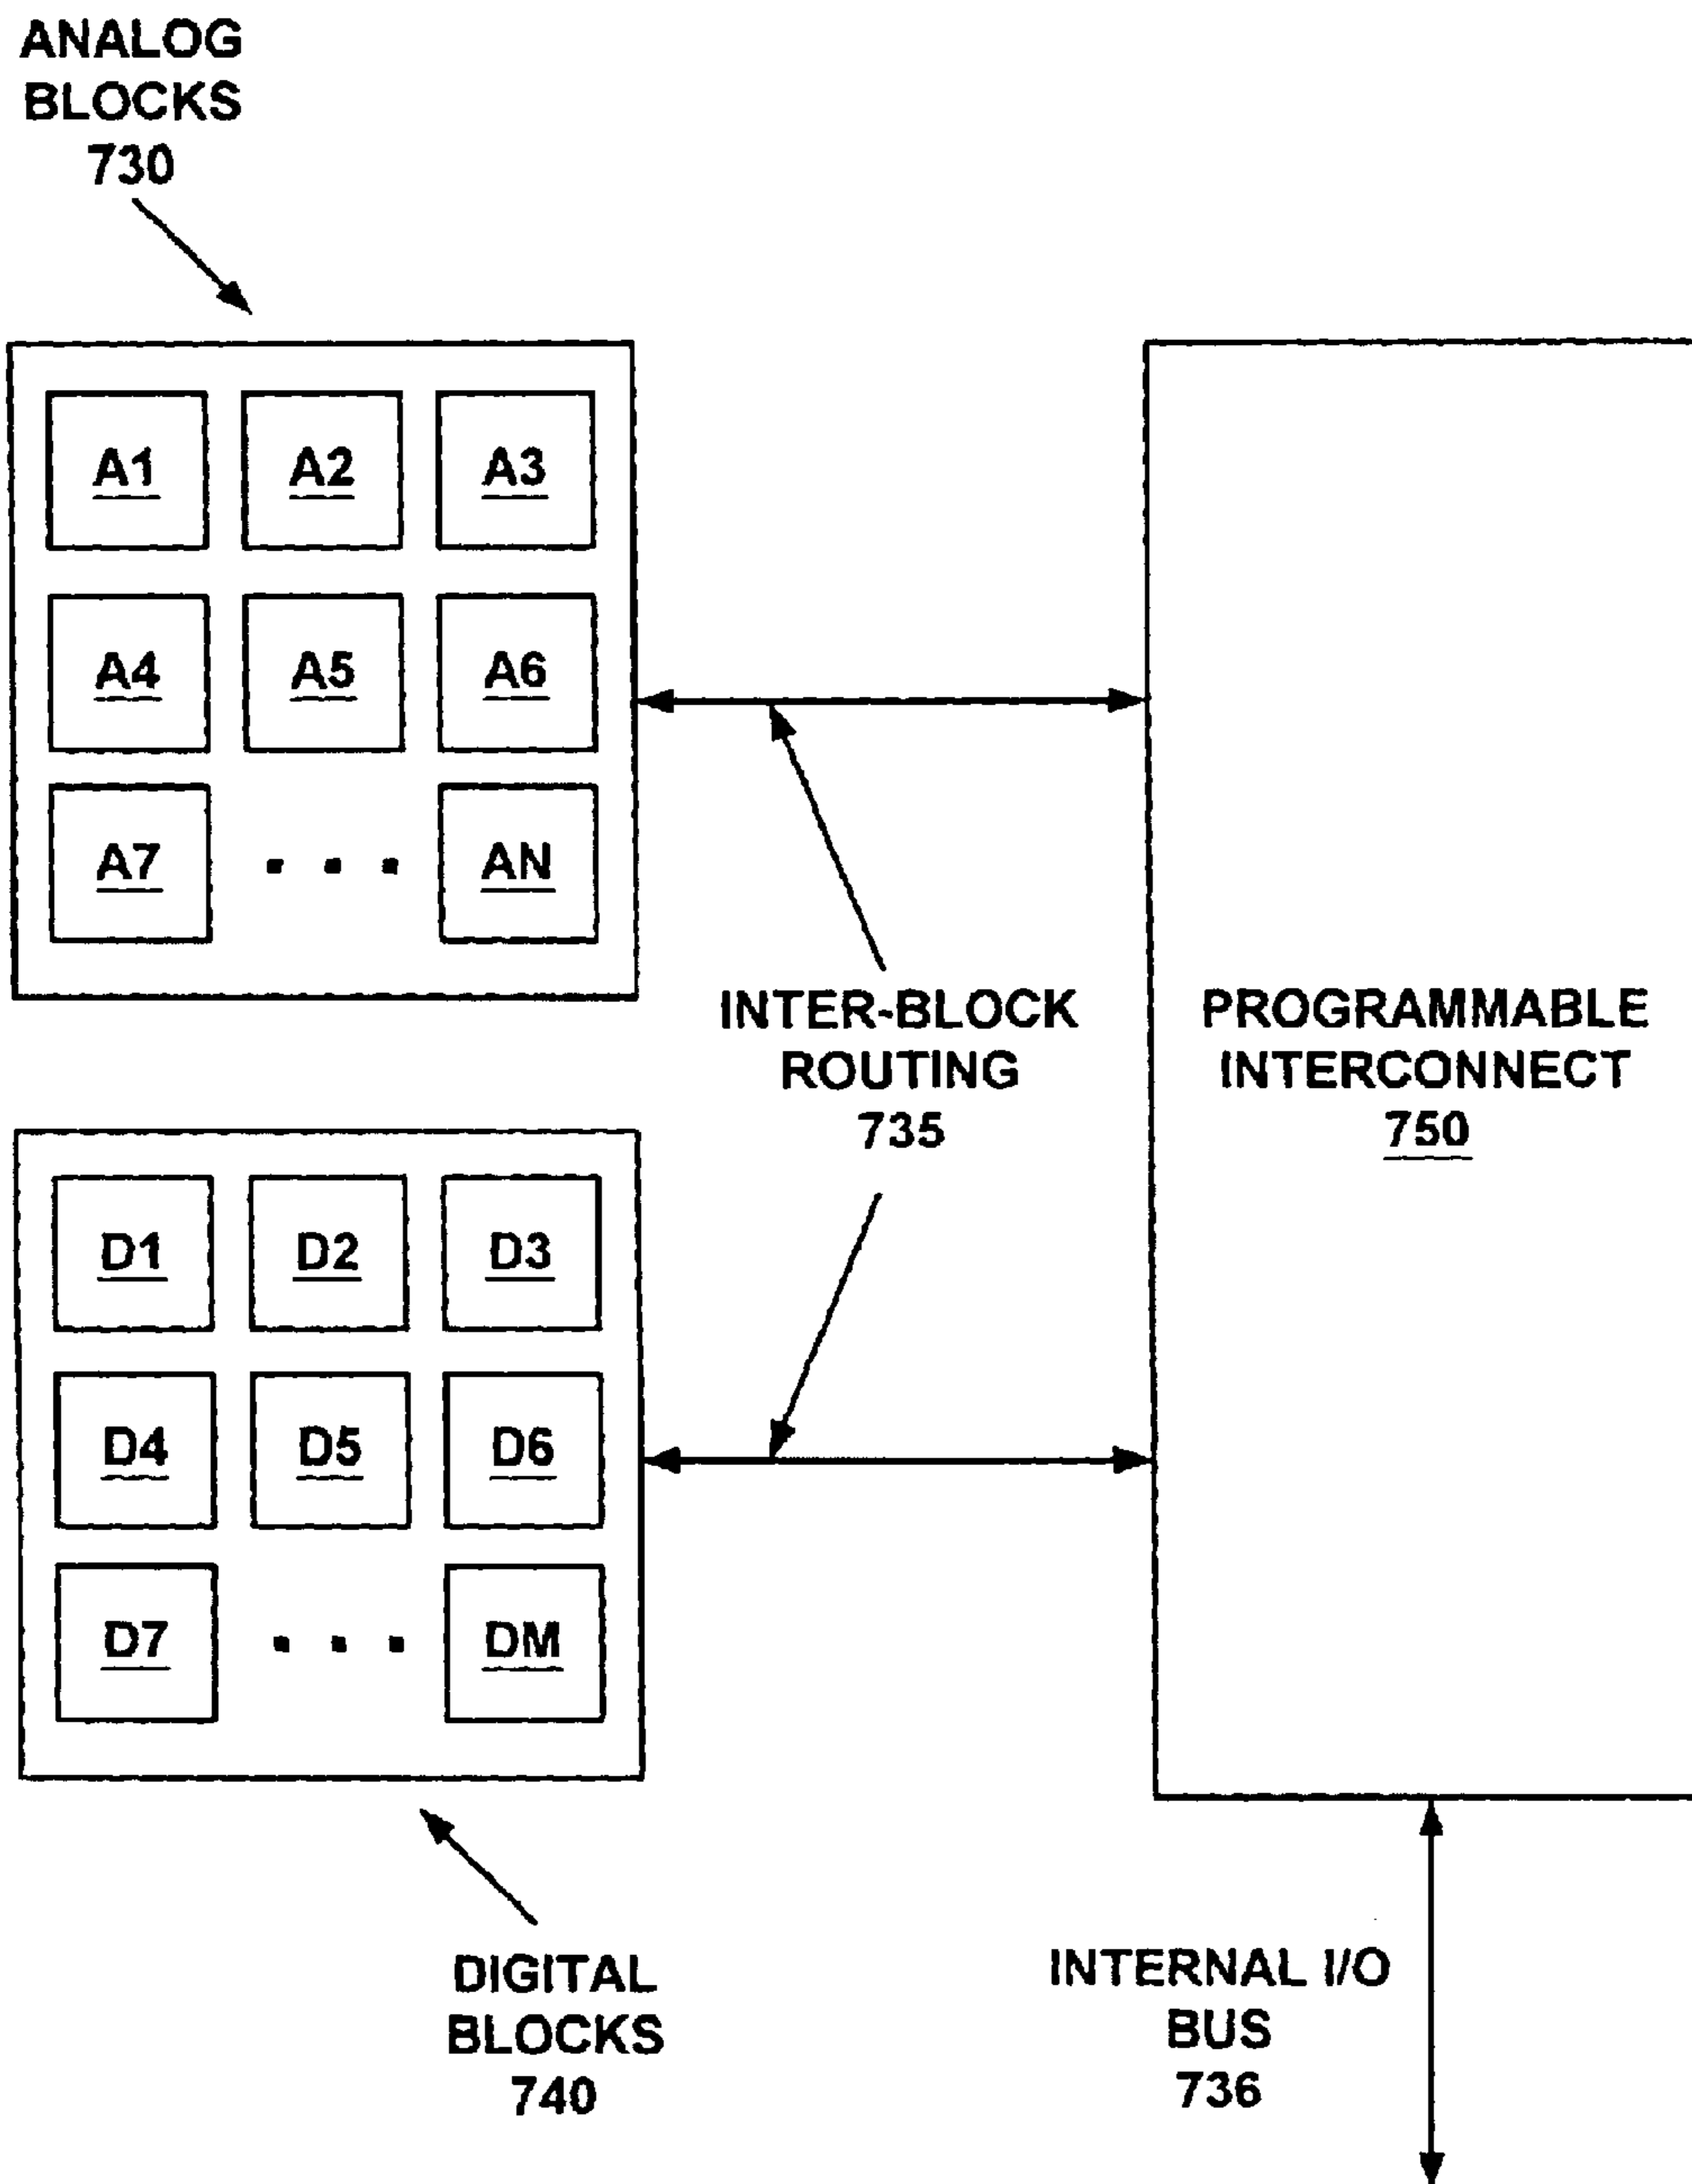 ANALOG
BLOCKS
730
A1 A2 A3
A4 A5 A6
A7 . . . AN
INTER-BLOCK
ROUTING
735
PROGRAMMABLE
INTERCONNECT
750
D1 D2 D3
D4 D5 D6
D7 . . . DM
DIGITAL
BLOCKS
740
INTERNAL I/O
BUS
736